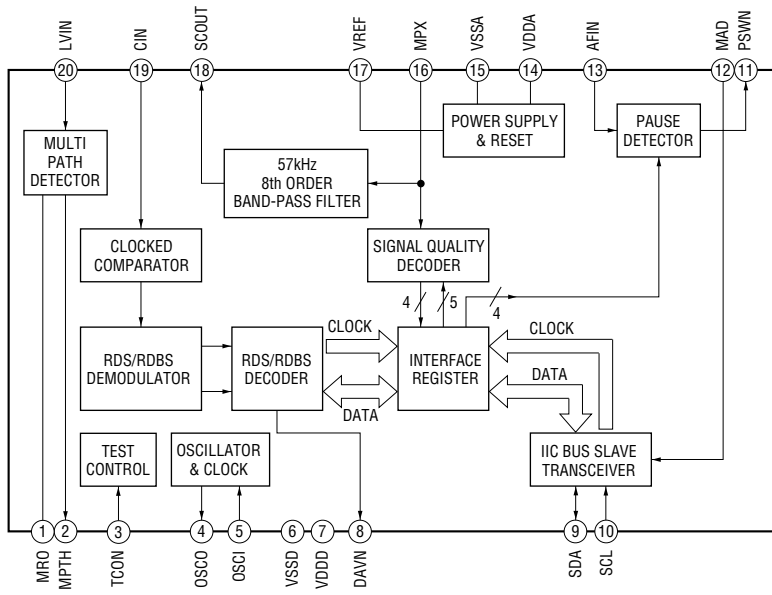 LVIN
CIN
SCOUT
VREF
MPX
VSSA
VDDA
AFIN
MAD
PSWN
20
19
18
17
16
15
14
13
12
11
MULTI
PATH
DETECTOR
57kHz
8th ORDER
BAND-PASS FILTER
POWER SUPPLY
& RESET
PAUSE
DETECTOR
CLOCKED
COMPARATOR
SIGNAL QUALITY
DECODER
4
5
4
RDS/RDBS
DEMODULATOR
RDS/RDBS
DECODER
CLOCK
DATA
INTERFACE
REGISTER
CLOCK
DATA
TEST
CONTROL
OSCILLATOR
& CLOCK
IIC BUS SLAVE
TRANSCEIVER
1
2
3
4
5
6
7
8
9
10
MRO
MPTH
TCON
OSCO
OSCI
VSSD
VDDD
DAVN
SDA
SCL